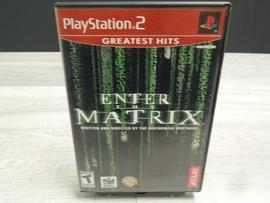 PlayStation 2
GREATEST HITS
ENTER
THE
MATRIX
WRITTEN AND DIRECTED BY THE WACHOWSKI BROTHERS
T
ATARI